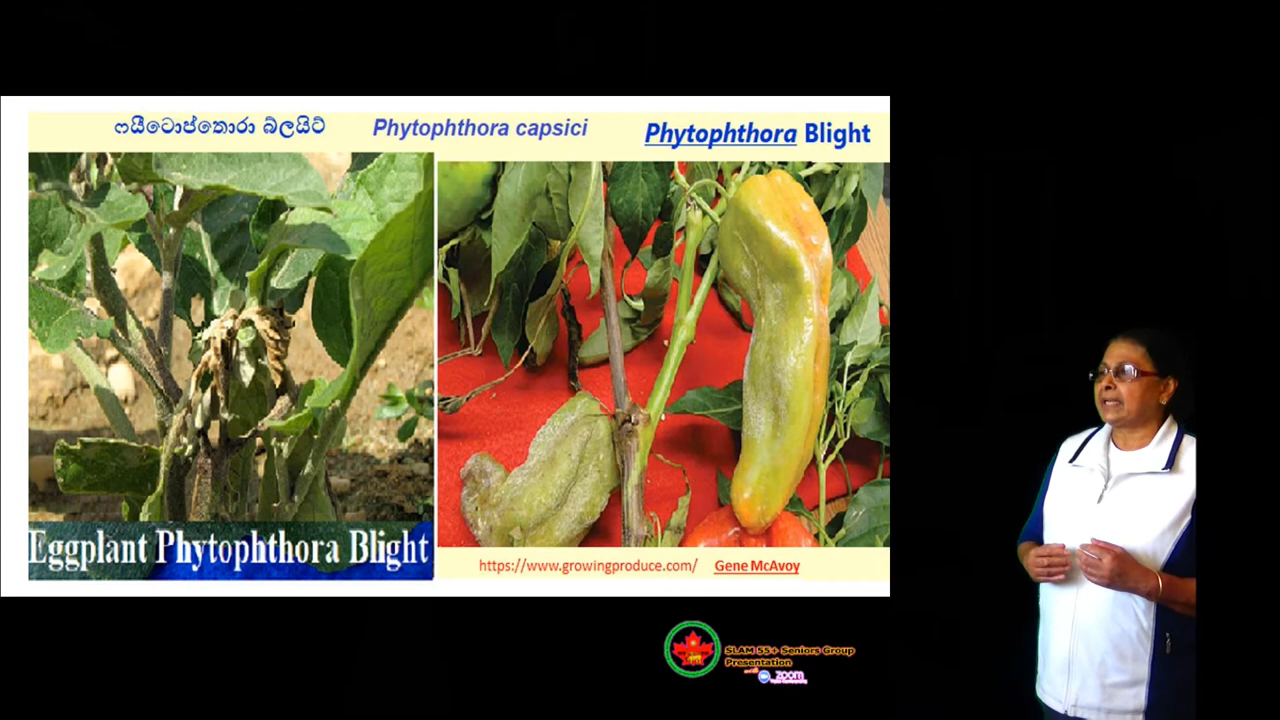 ෆයීටොප්තොරා බ්ලයිට්
Phytophthora capsici
Phytophthora Blight
Eggplant Phytophthora Blight
https://www.growingproduce.com/ Gene McAvoy
SLAM 55+ Seniors Group
Presentation
zoom